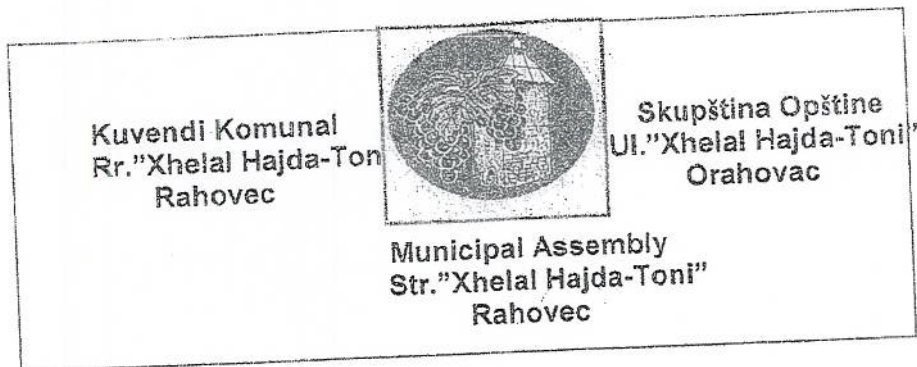 Kuvendi Komunal
Rr.”Xhelal Hajda-Ton
Rahovec
Skupština Opštine
Ul.”Xhelal Hajda-Toni”
Orahovac
Municipal Assembly
Str.”Xhelal Hajda-Toni”
Rahovec